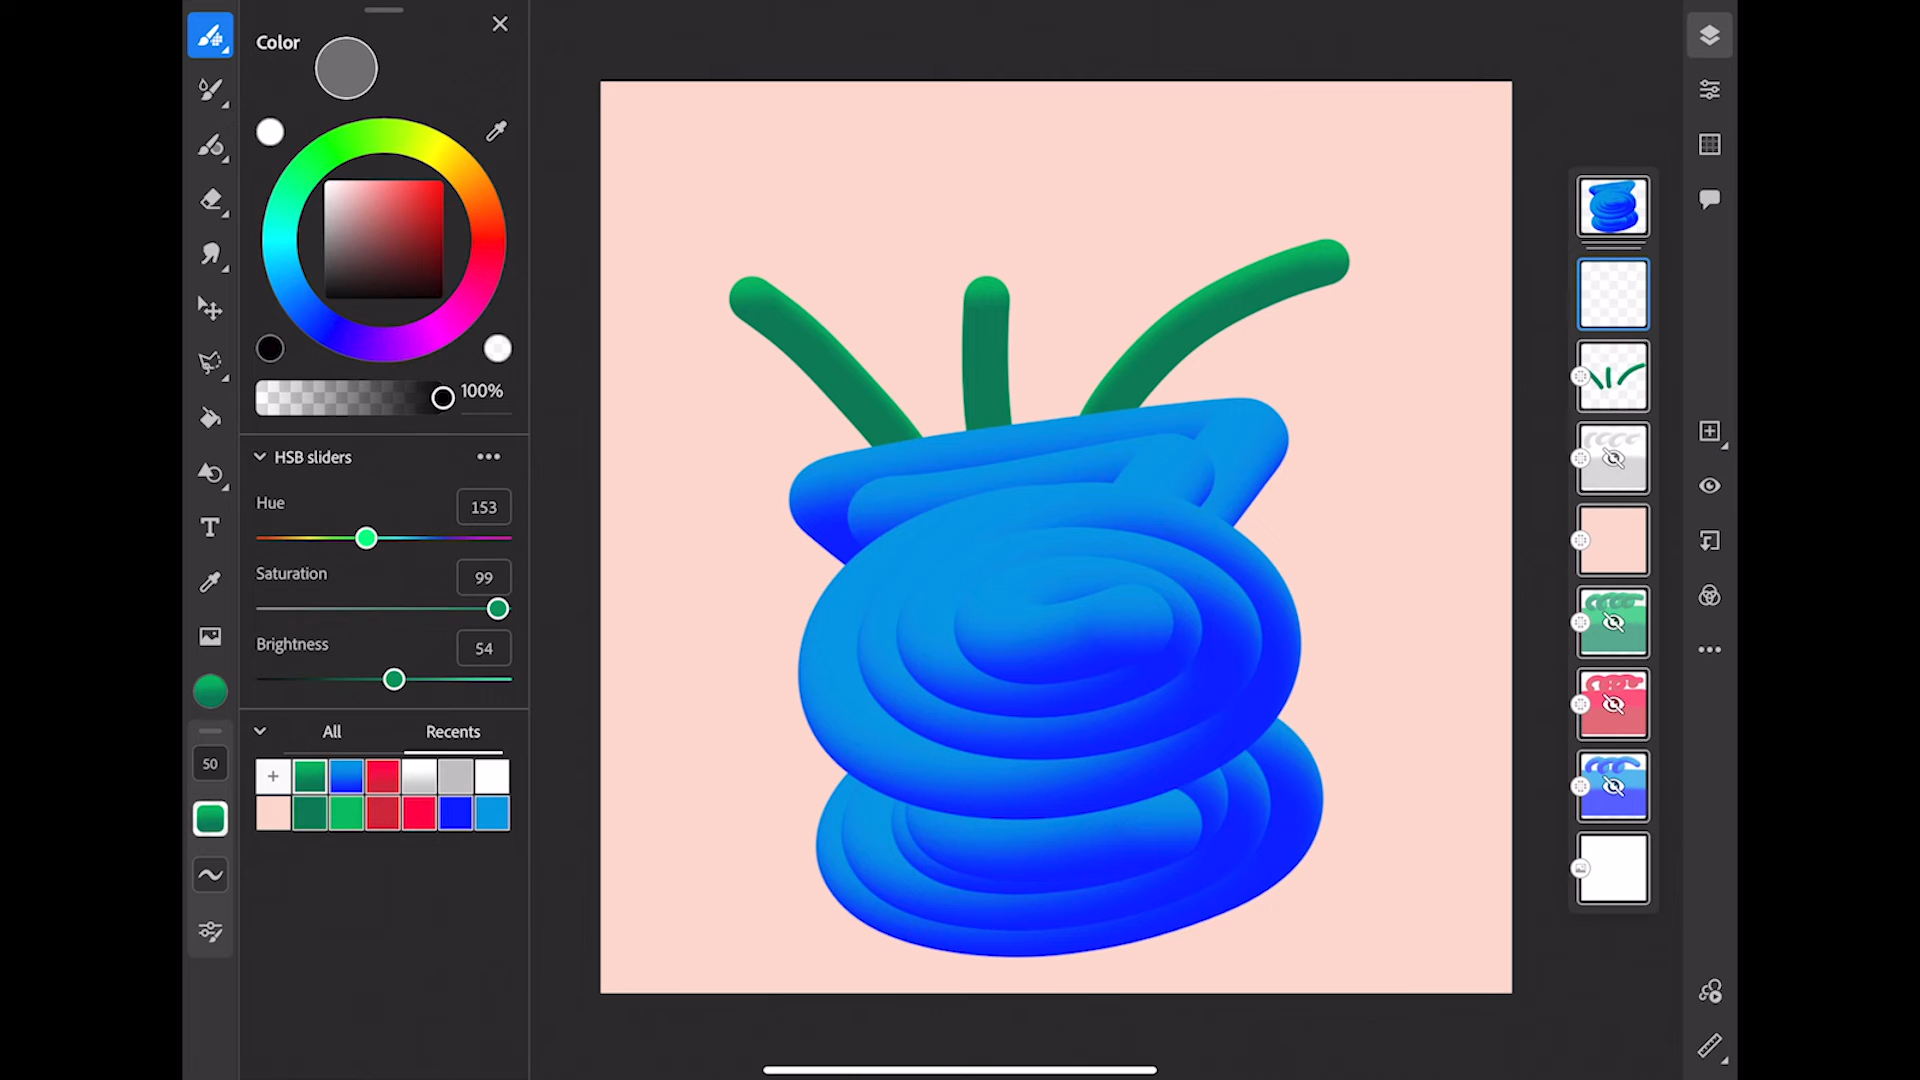 Color
100%
HSB sliders
Hue
153
Saturation
99
Brightness
54
All
Recents
50
T